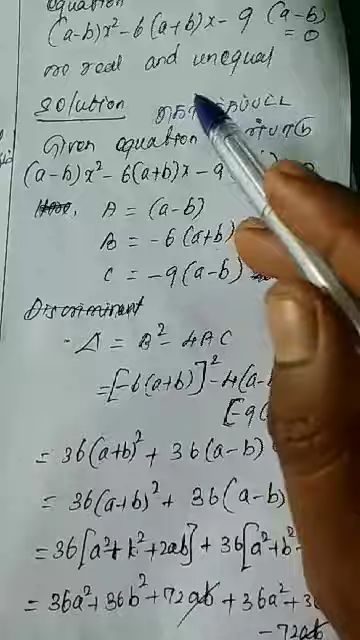 equation
(a-b)x² - 6(a+b)x - 9(a-b)
= 0
no real and unequal
Solution
Given equation
(a-b)x² - 6(a+b)x - 9
A = (a-b)
B = -6(a+b)
C = -9(a-b)
Discriminant
Δ = B² - 4AC
= [-6(a+b)]² - 4(a-
[-9(
= 36(a+b)² + 36(a-b)
= 36(a+b)² + 36(a-b)
= 36[a²+b²+2ab] + 36[a²+b²-
= 36a²+36b²+72ab + 36a²+3
- 72ab